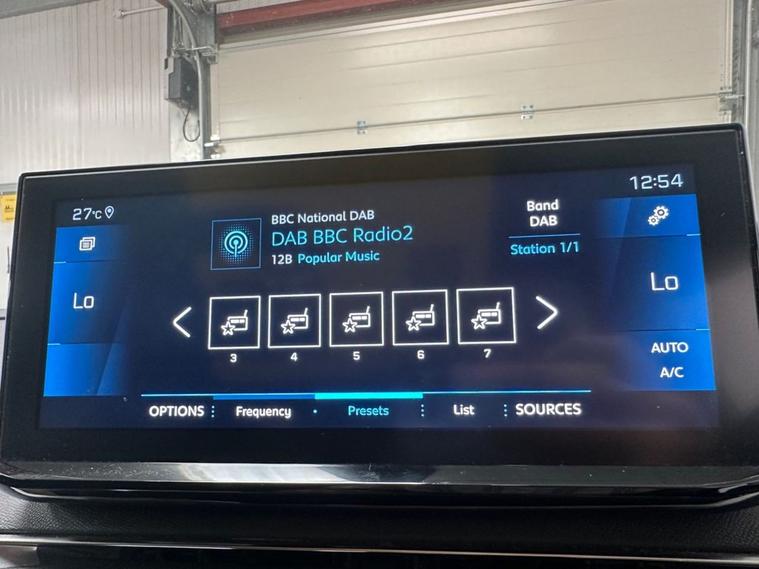 27°C
12:54
BBC National DAB
DAB BBC Radio2
12B Popular Music
Band
DAB
Station 1/1
Lo
Lo
3 4 5 6 7
AUTO
A/C
OPTIONS Frequency Presets List SOURCES